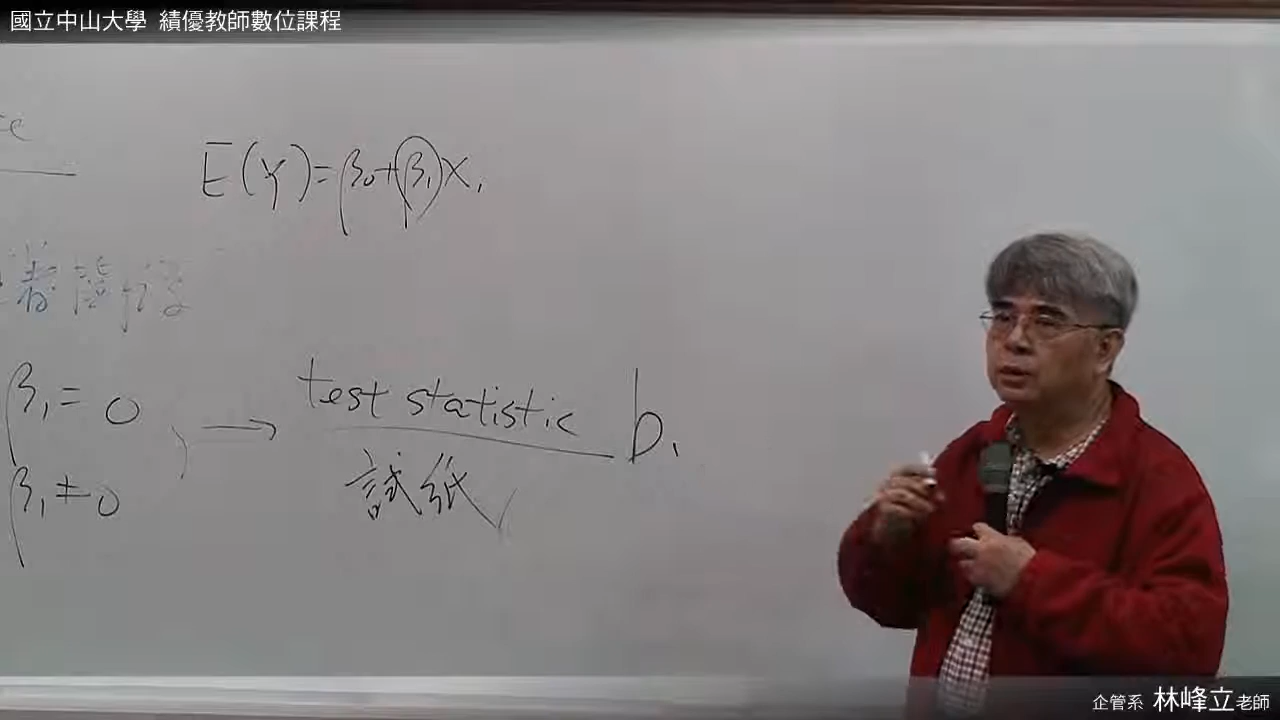 國立中山大學 績優教師數位課程
E(Y)=β₀+β₁X₁
β₁=0
β₁≠0
→ test statistic b₁
試紙
企管系 林峰立老師